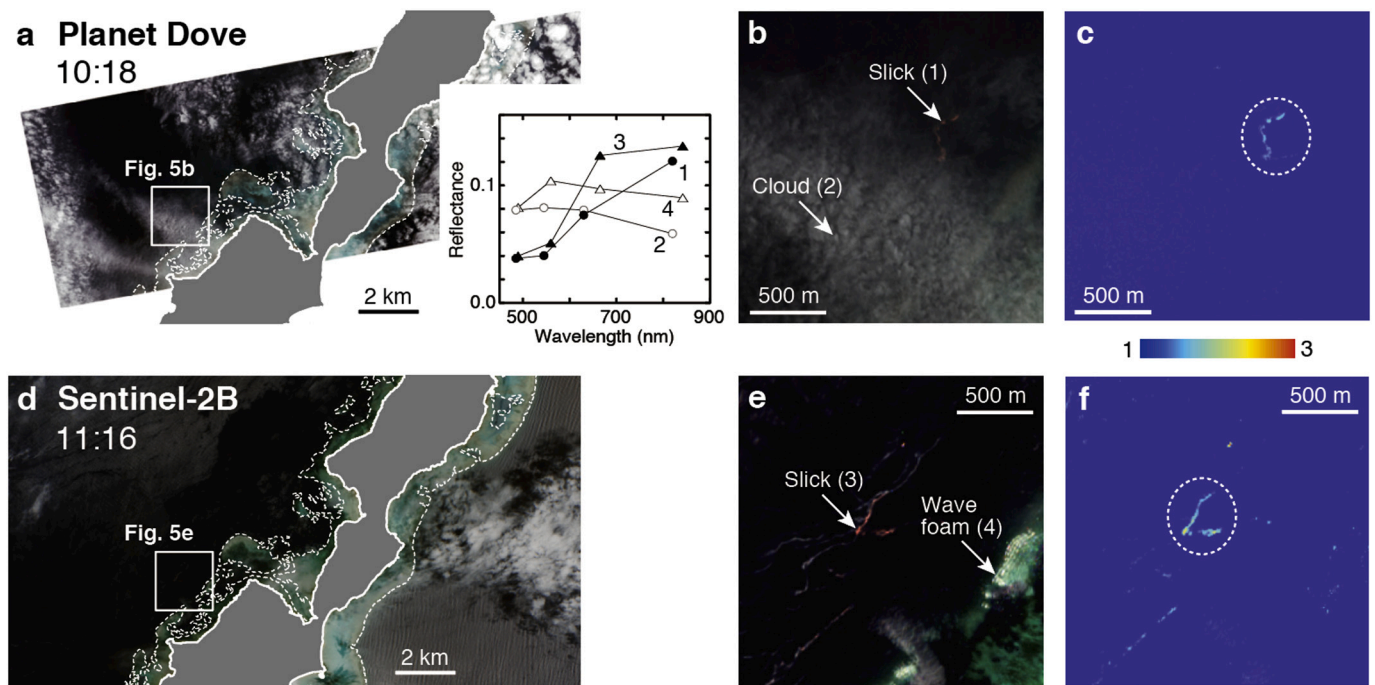 a Planet Dove
10:18
Fig. 5b
2 km
Reflectance
0.1
0.0
3
1
4
2
500 700 900
Wavelength (nm)
b
Slick (1)
Cloud (2)
500 m
c
500 m
1 3
d Sentinel-2B
11:16
Fig. 5e
2 km
e
500 m
Slick (3)
Wave
foam (4)
f
500 m